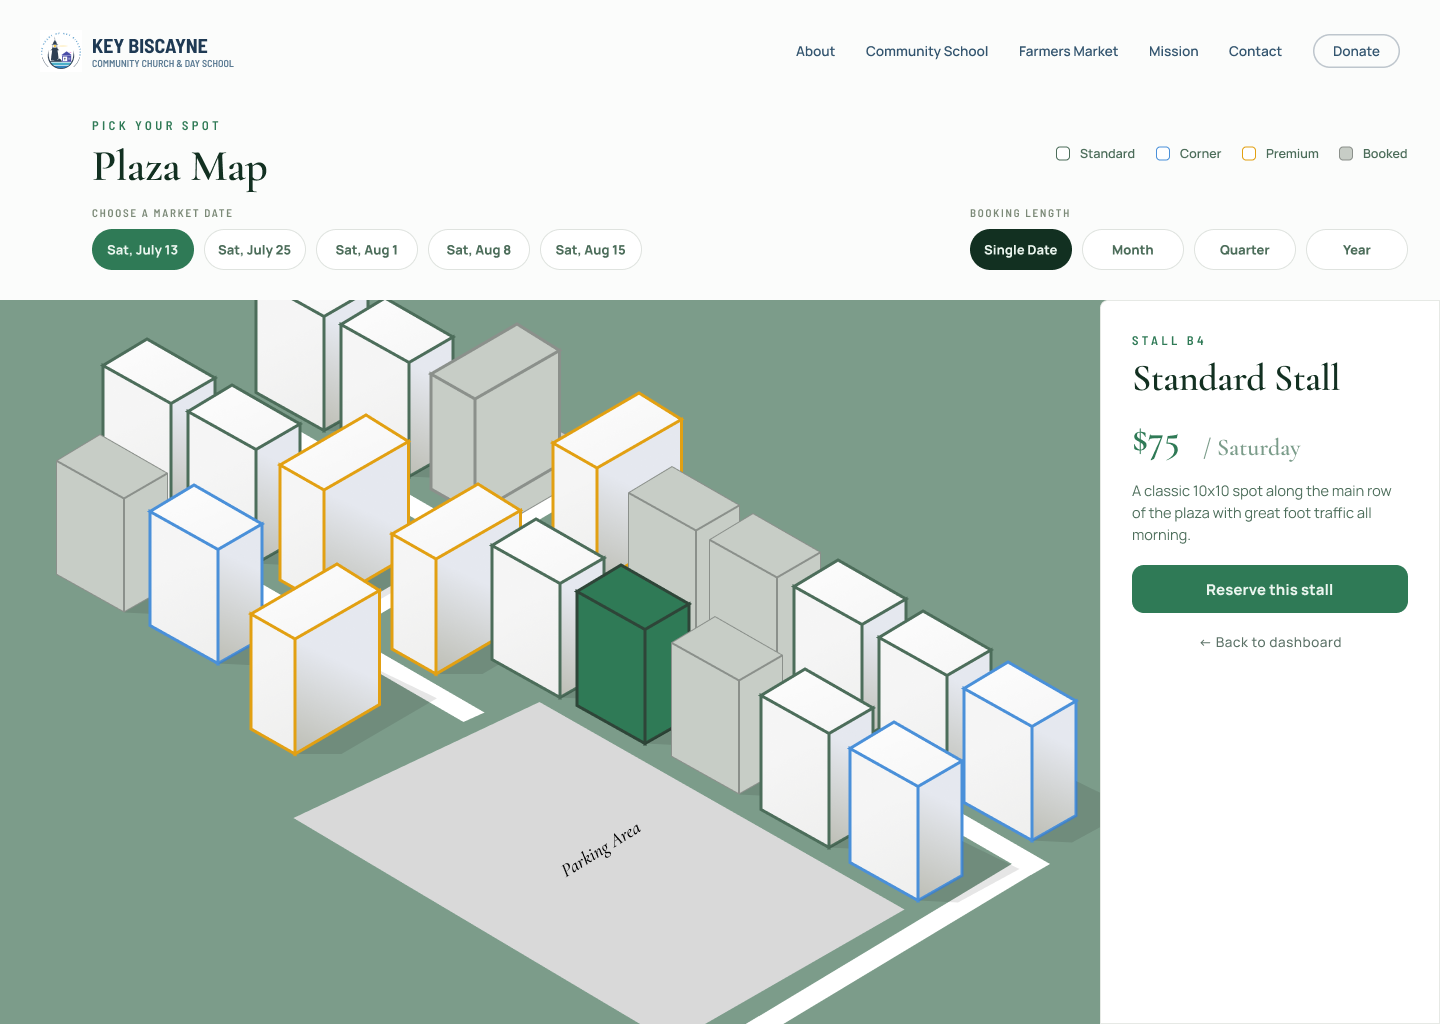 KEY BISCAYNE
COMMUNITY CHURCH & DAY SCHOOL
About
Community School
Farmers Market
Mission
Contact
Donate
PICK YOUR SPOT
Plaza Map
Standard
Corner
Premium
Booked
CHOOSE A MARKET DATE
Sat, July 13
Sat, July 25
Sat, Aug 1
Sat, Aug 8
Sat, Aug 15
BOOKING LENGTH
Single Date
Month
Quarter
Year
Parking Area
STALL B4
Standard Stall
$75 / Saturday
A classic 10x10 spot along the main row
of the plaza with great foot traffic all
morning.
Reserve this stall
← Back to dashboard